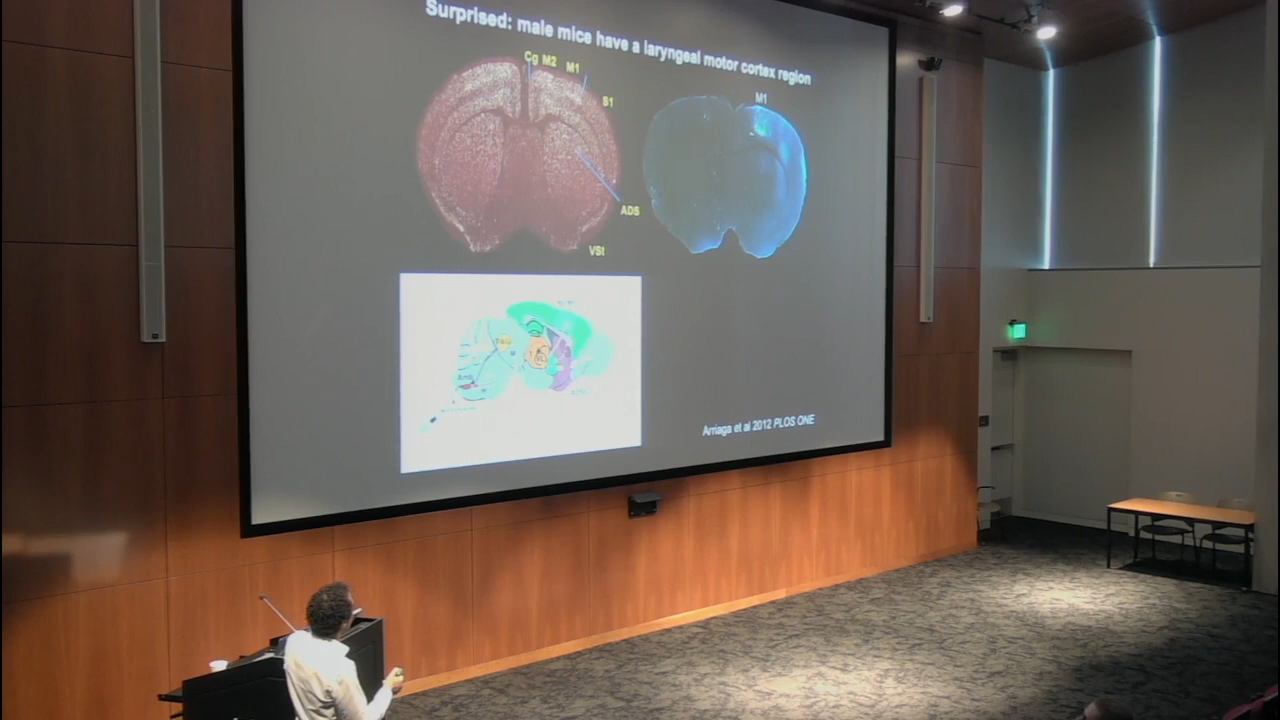 Surprised: male mice have a laryngeal motor cortex region
Cg M2 M1
S1
ADS
VSt
M1
Amb
Arriaga et al 2012 PLOS ONE